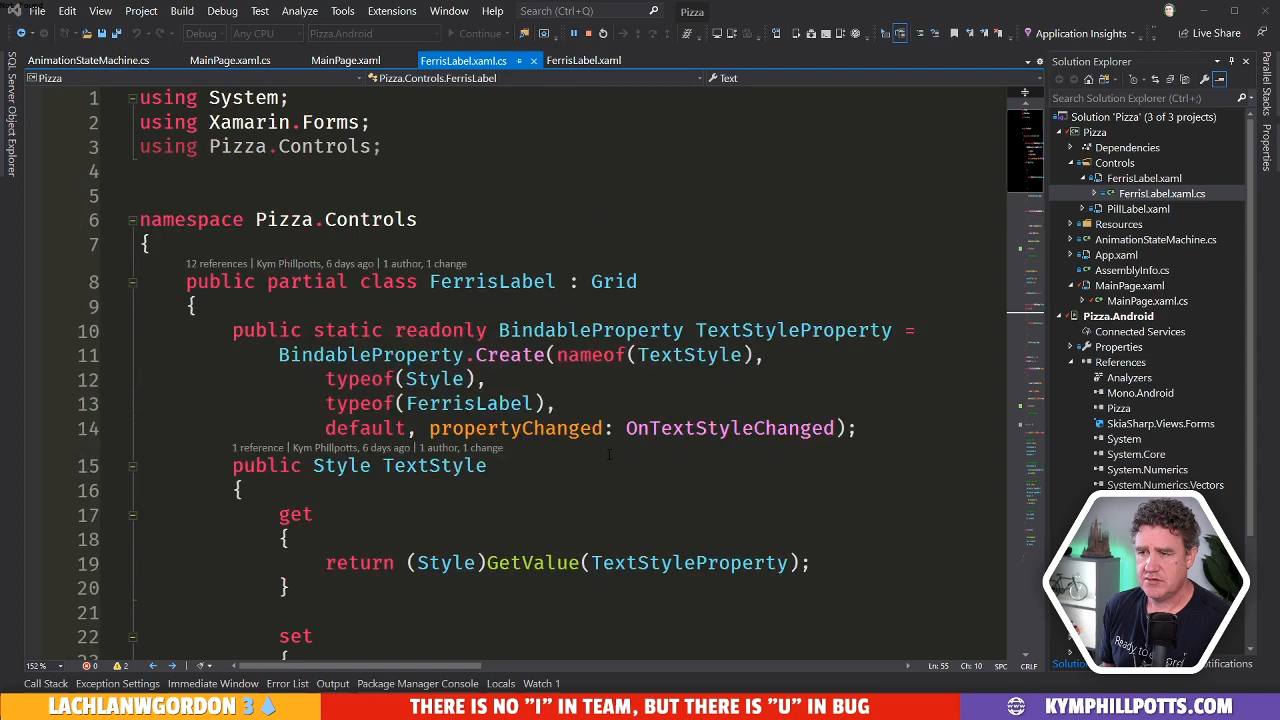 File Edit View Project Build Debug Test Analyze Tools Extensions Window Help Search (Ctrl+Q) Pizza
Debug Any CPU Pizza.Android Continue Application Insights Live Share
AnimationStateMachine.cs MainPage.xaml.cs MainPage.xaml FerrisLabel.xaml.cs FerrisLabel.xaml
Pizza Pizza.Controls.FerrisLabel Text
SQL Server Object Explorer
1 using System;
2 using Xamarin.Forms;
3 using Pizza.Controls;
4
5
6 namespace Pizza.Controls
7 {
12 references | Kym Phillpotts, 6 days ago | 1 author, 1 change
8 public partial class FerrisLabel : Grid
9 {
10 public static readonly BindableProperty TextStyleProperty =
11 BindableProperty.Create(nameof(TextStyle),
12 typeof(Style),
13 typeof(FerrisLabel),
14 default, propertyChanged: OnTextStyleChanged);
1 reference | Kym Phillpotts, 6 days ago | 1 author, 1 change
15 public Style TextStyle
16 {
17 get
18 {
19 return (Style)GetValue(TextStyleProperty);
20 }
21
22 set
23 {
152 % 0 2 Ln: 55 Ch: 10 SPC CRLF
Solution Explorer
Search Solution Explorer (Ctrl+;)
Solution 'Pizza' (3 of 3 projects)
Pizza
Dependencies
Controls
FerrisLabel.xaml
FerrisLabel.xaml.cs
PillLabel.xaml
Resources
AnimationStateMachine.cs
App.xaml
AssemblyInfo.cs
MainPage.xaml
MainPage.xaml.cs
Pizza.Android
Connected Services
Properties
References
Analyzers
Mono.Android
Pizza
SkiaSharp.Views.Forms
System
System.Core
System.Numerics
System.Numerics.Vectors
Parallel Stacks
Properties
Call Stack Exception Settings Immediate Window Error List Output Package Manager Console Locals Watch 1
LACHLANWGORDON 3
THERE IS NO "I" IN TEAM, BUT THERE IS "U" IN BUG
KYMPHILLPOTTS.COM